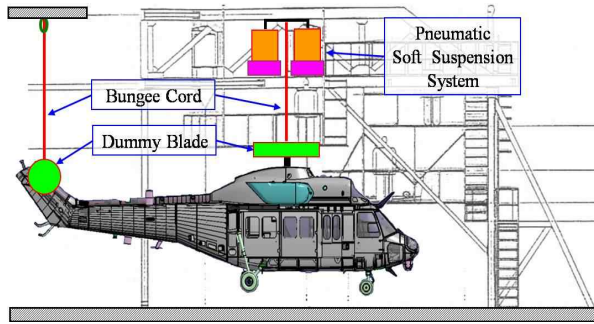 Pneumatic
Soft Suspension
System
Bungee Cord
Dummy Blade